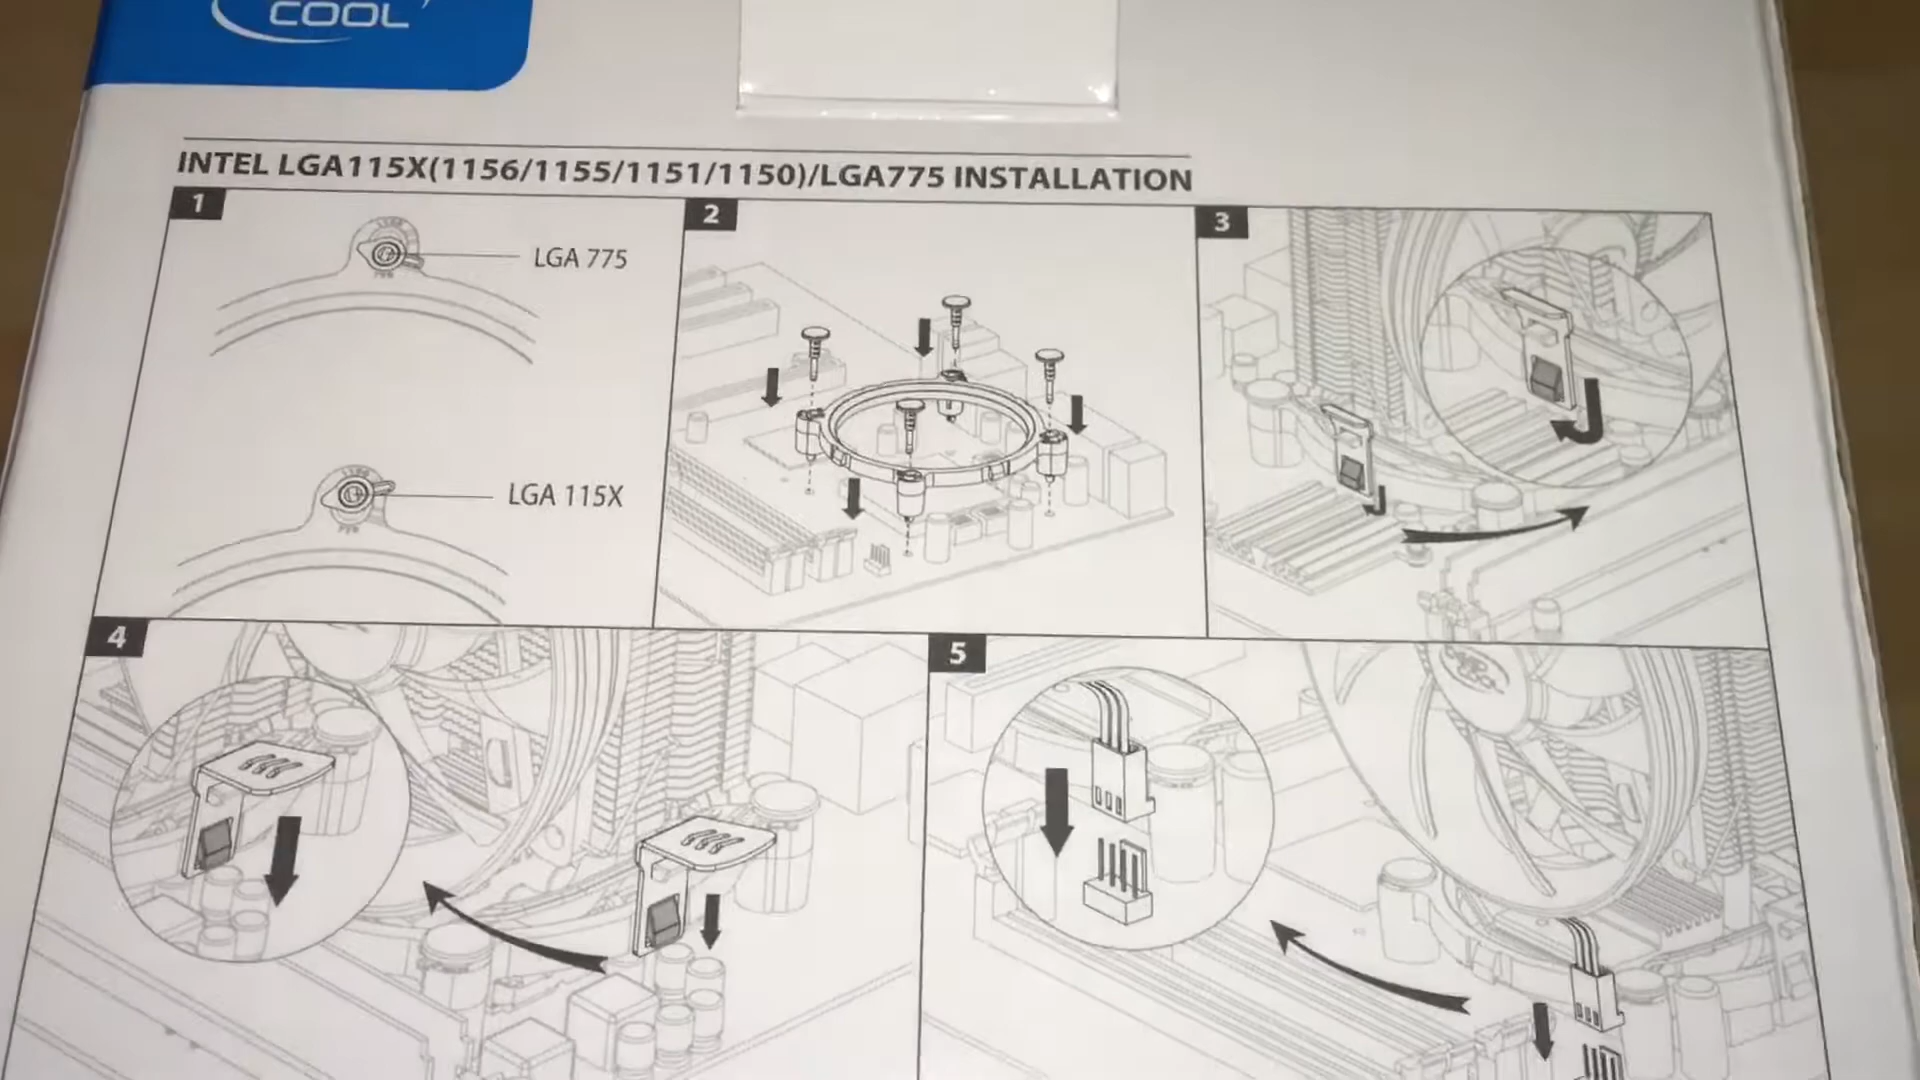 COOL
INTEL LGA115X(1156/1155/1151/1150)/LGA775 INSTALLATION
1
2
3
LGA 775
LGA 115X
4
5